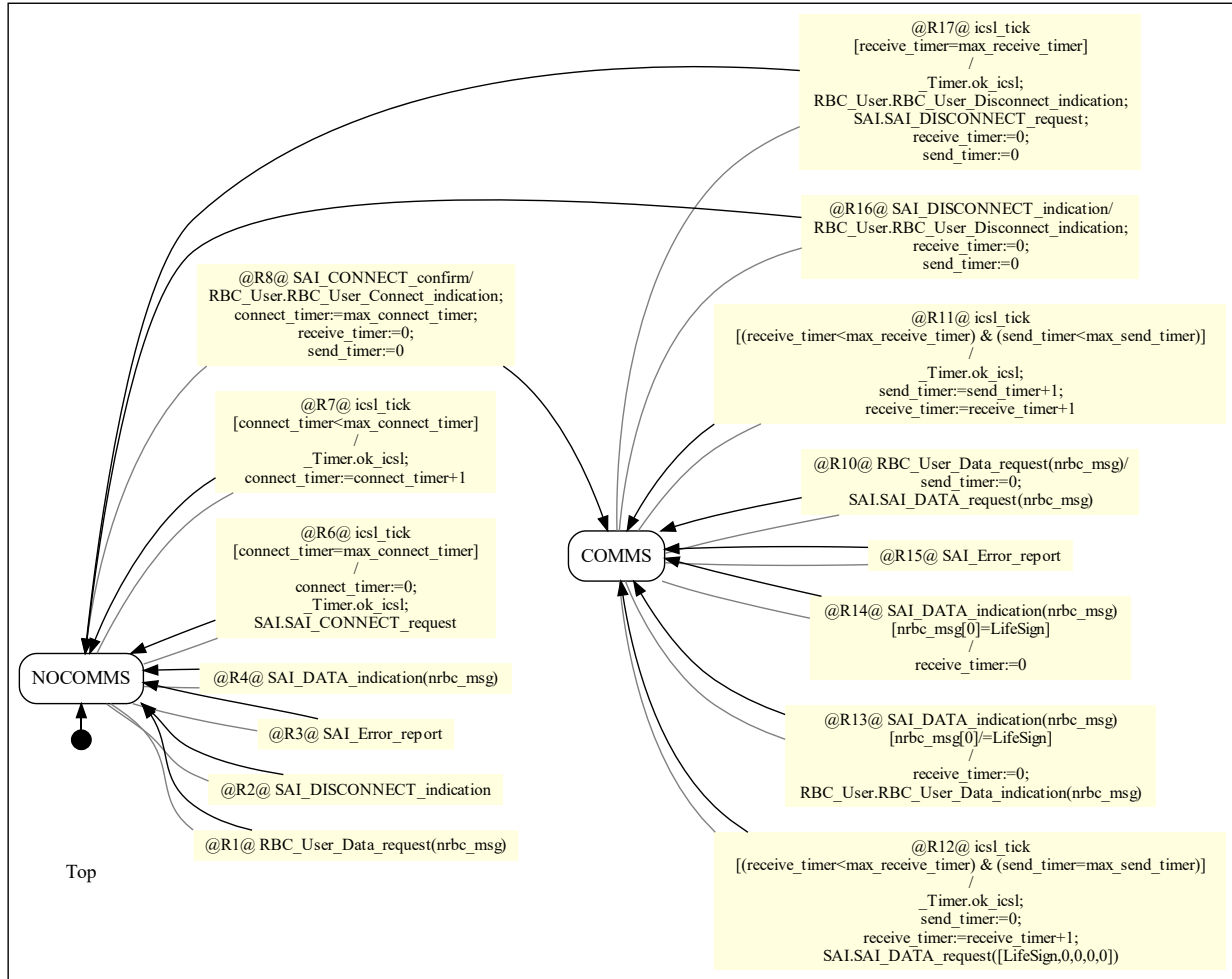 @R17@ icsl_tick
[receive_timer=max_receive_timer]
/
_Timer.ok_icsl;
RBC_User.RBC_User_Disconnect_indication;
SAI.SAI_DISCONNECT_request;
receive_timer:=0;
send_timer:=0
@R16@ SAI_DISCONNECT_indication/
RBC_User.RBC_User_Disconnect_indication;
receive_timer:=0;
send_timer:=0
@R8@ SAI_CONNECT_confirm/
RBC_User.RBC_User_Connect_indication;
connect_timer:=max_connect_timer;
receive_timer:=0;
send_timer:=0
@R11@ icsl_tick
[(receive_timer<max_receive_timer) & (send_timer<max_send_timer)]
/
_Timer.ok_icsl;
send_timer:=send_timer+1;
receive_timer:=receive_timer+1
@R7@ icsl_tick
[connect_timer<max_connect_timer]
/
_Timer.ok_icsl;
connect_timer:=connect_timer+1
@R10@ RBC_User_Data_request(nrbc_msg)/
send_timer:=0;
SAI.SAI_DATA_request(nrbc_msg)
@R6@ icsl_tick
[connect_timer=max_connect_timer]
/
connect_timer:=0;
_Timer.ok_icsl;
SAI.SAI_CONNECT_request
COMMS
@R15@ SAI_Error_report
@R14@ SAI_DATA_indication(nrbc_msg)
[nrbc_msg[0]=LifeSign]
/
receive_timer:=0
NOCOMMS
@R4@ SAI_DATA_indication(nrbc_msg)
@R3@ SAI_Error_report
@R13@ SAI_DATA_indication(nrbc_msg)
[nrbc_msg[0]/=LifeSign]
/
receive_timer:=0;
RBC_User.RBC_User_Data_indication(nrbc_msg)
@R2@ SAI_DISCONNECT_indication
@R1@ RBC_User_Data_request(nrbc_msg)
@R12@ icsl_tick
[(receive_timer<max_receive_timer) & (send_timer=max_send_timer)]
/
_Timer.ok_icsl;
send_timer:=0;
receive_timer:=receive_timer+1;
SAI.SAI_DATA_request([LifeSign,0,0,0,0])
Top